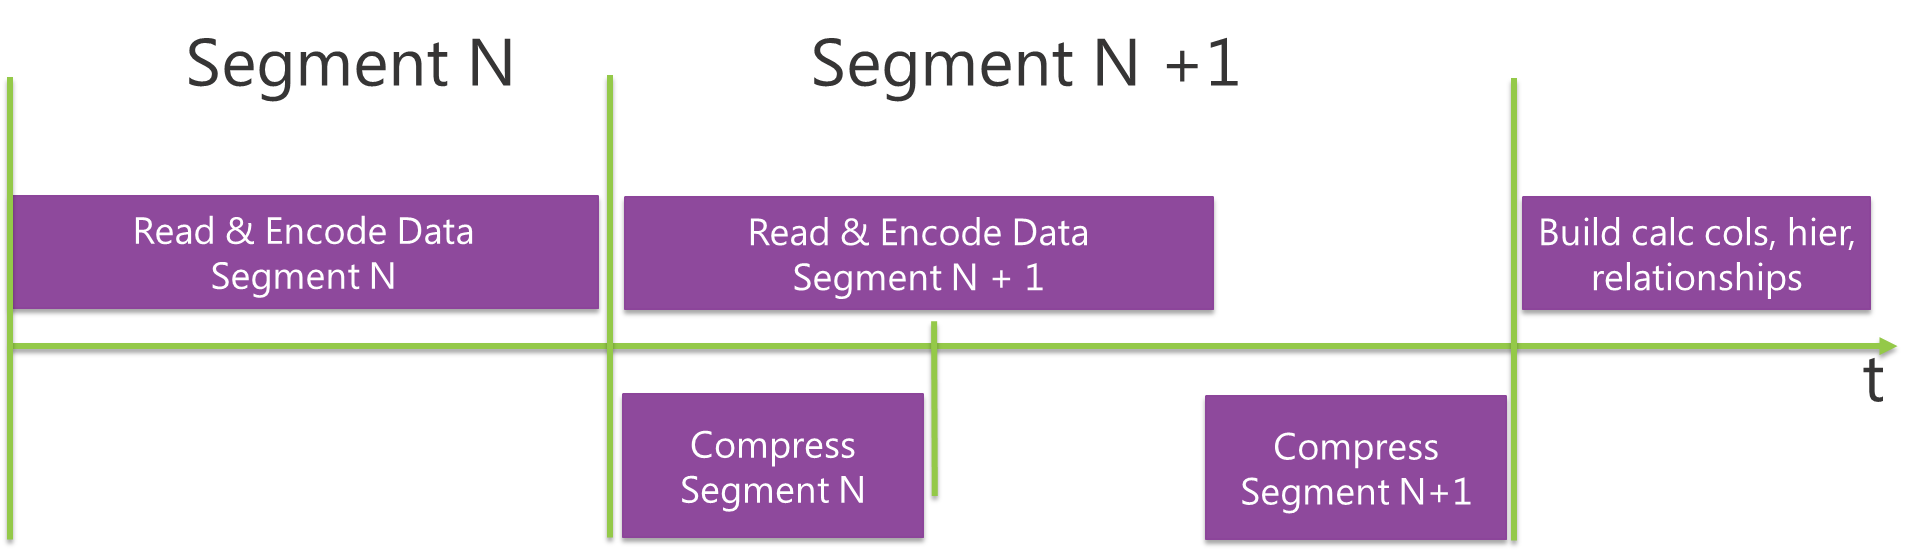 Segment N
Segment N +1
Read & Encode Data
Segment N
Read & Encode Data
Segment N + 1
Build calc cols, hier,
relationships
t
Compress
Segment N
Compress
Segment N+1